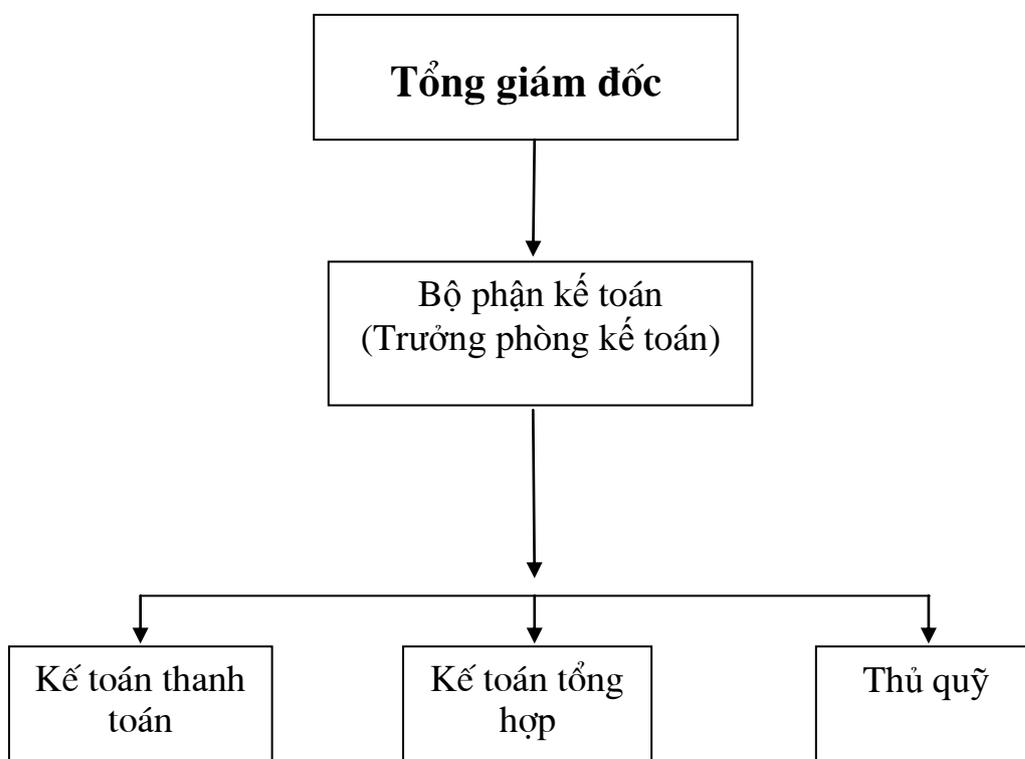 Tổng giám đốc
Bộ phận kế toán
(Trưởng phòng kế toán)
Kế toán thanh
toán
Kế toán tổng
hợp
Thủ quỹ